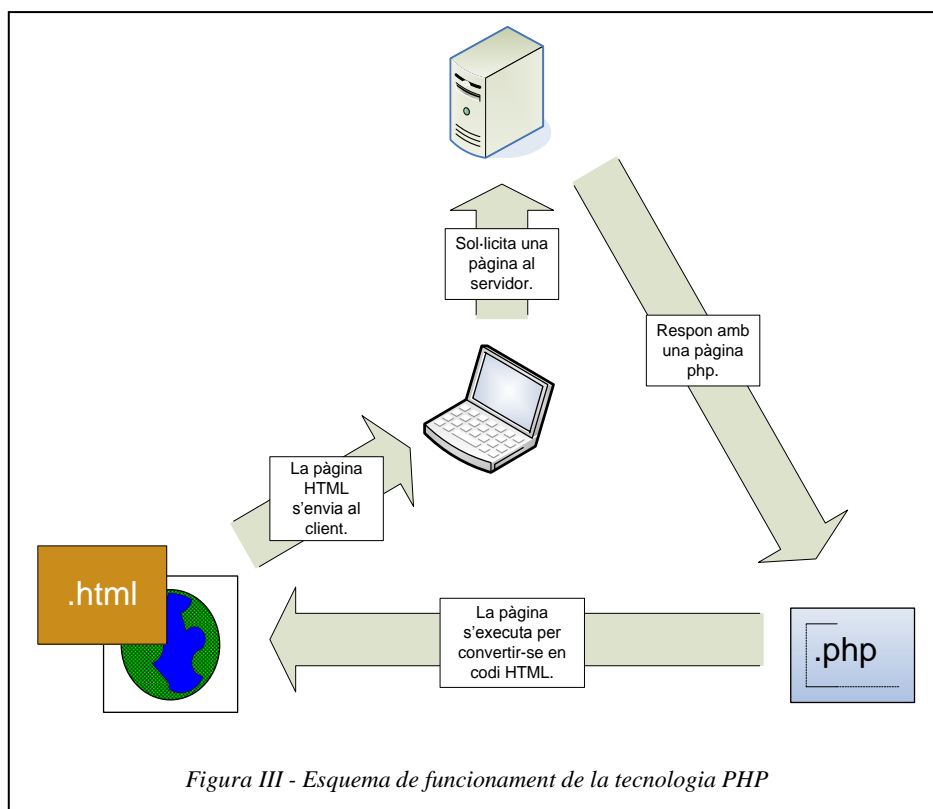 Sol·licita una
pàgina al
servidor.
Respon amb
una pàgina
php.
La pàgina
HTML
s’envia al
client.
.html
La pàgina
s’executa per
convertir-se en
codi HTML.
.php
Figura III - Esquema de funcionament de la tecnologia PHP